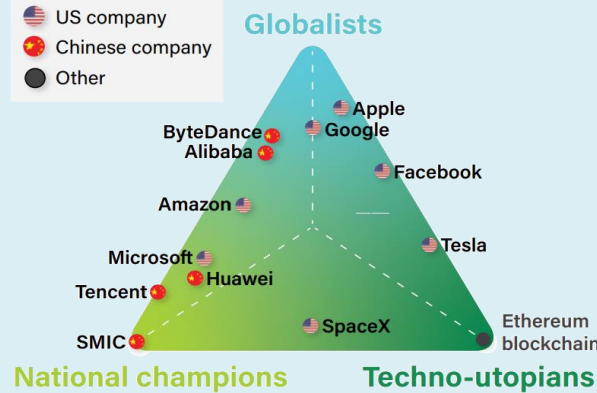 US company
Chinese company
Other
Globalists
Apple
Google
ByteDance
Alibaba
Facebook
Amazon
Tesla
Microsoft
Huawei
Tencent
SpaceX
SMIC
Ethereum
blockchain
National champions
Techno-utopians